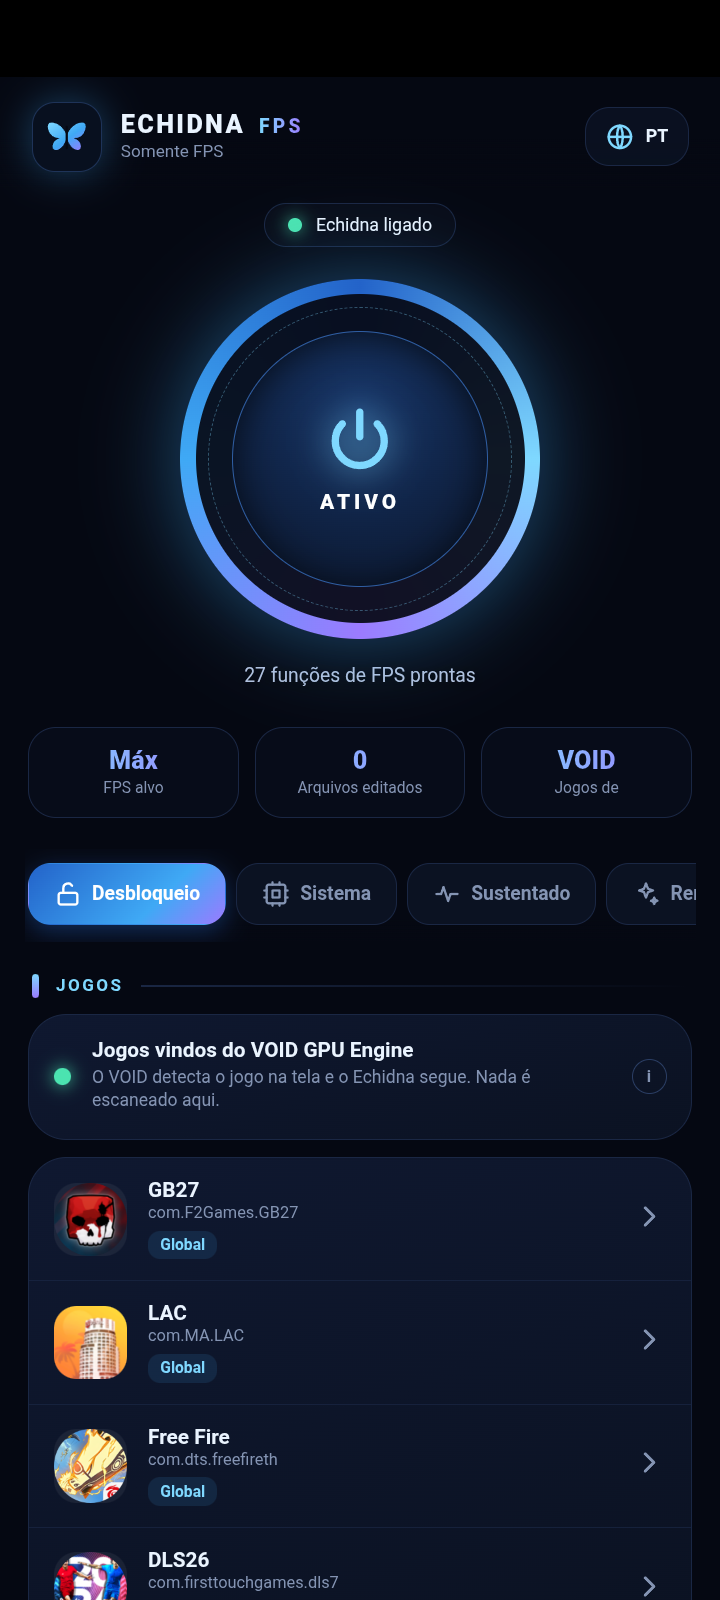 ECHIDNA FPS
Somente FPS
PT
Echidna ligado
ATIVO
27 funções de FPS prontas
Máx
FPS alvo
0
Arquivos editados
VOID
Jogos de
Desbloqueio
Sistema
Sustentado
JOGOS
Jogos vindos do VOID GPU Engine
O VOID detecta o jogo na tela e o Echidna segue. Nada é
escaneado aqui.
i
GB27
com.F2Games.GB27
Global
LAC
com.MA.LAC
Global
Free Fire
com.dts.freefireth
Global
DLS26
com.firsttouchgames.dls7